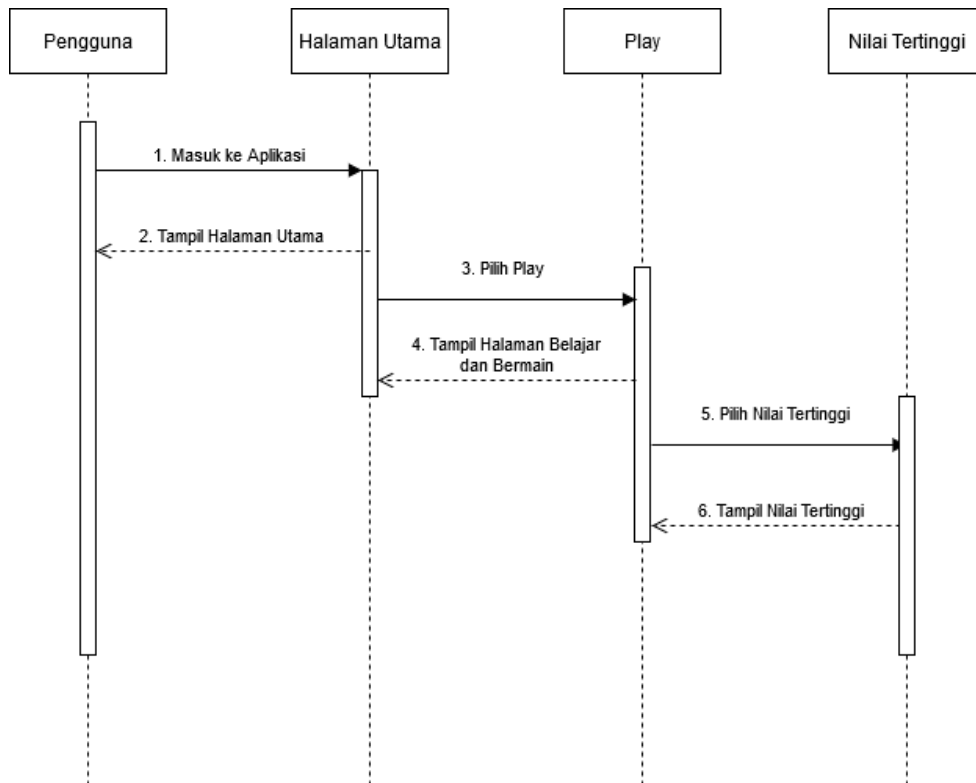 Pengguna
Halaman Utama
Play
Nilai Tertinggi
1. Masuk ke Aplikasi
2. Tampil Halaman Utama
3. Pilih Play
4. Tampil Halaman Belajar
dan Bermain
5. Pilih Nilai Tertinggi
6. Tampil Nilai Tertinggi